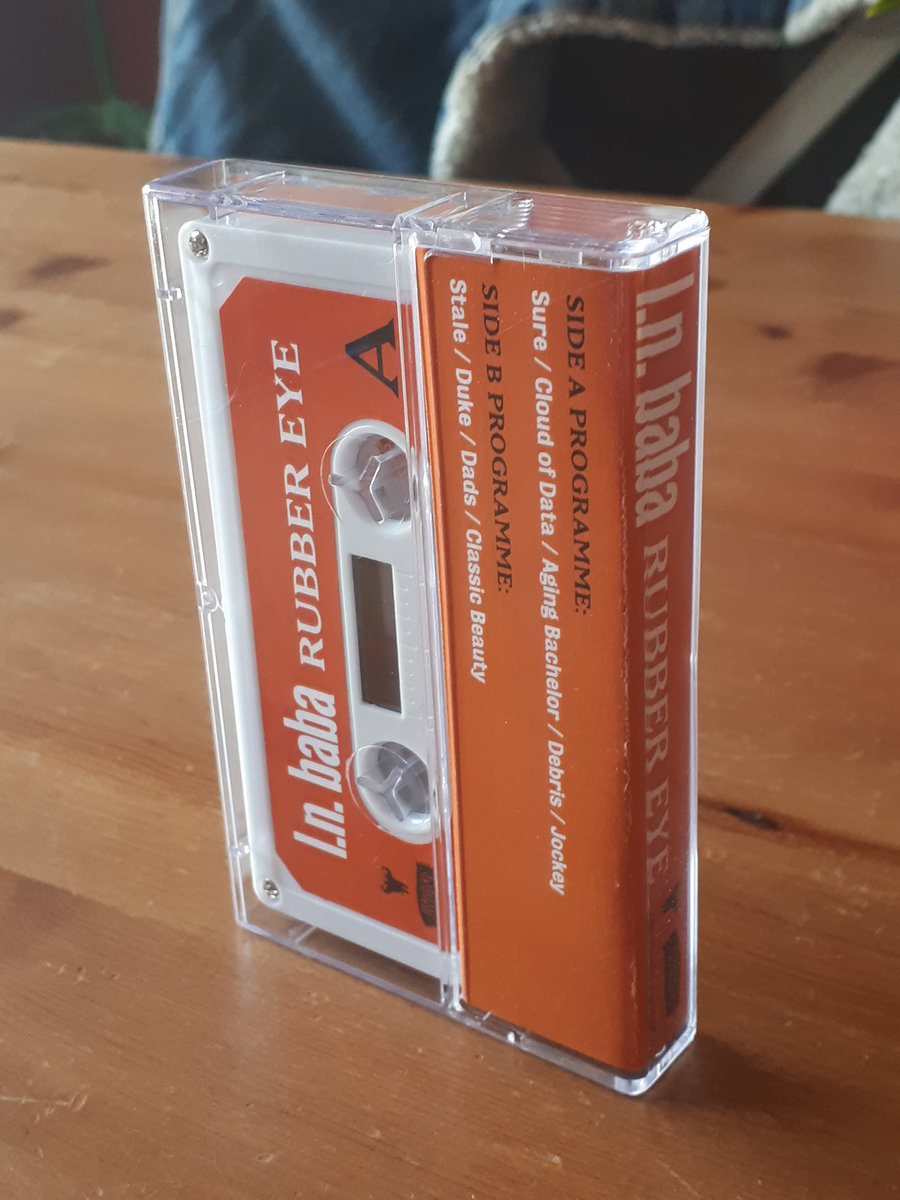 I.n. baba RUBBER EYE
SIDE A PROGRAMME:
Sure / Cloud of Data / Aging Bachelor / Debris / Jockey
SIDE B PROGRAMME:
Stale / Duke / Dads / Classic Beauty
A
I.n. baba RUBBER EYE